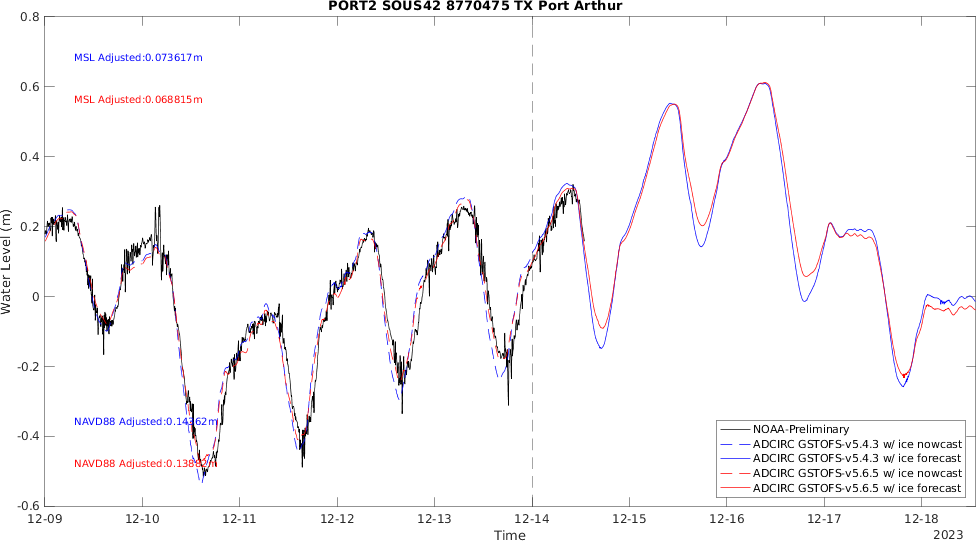 PORT2 SOUS42 8770475 TX Port Arthur
0.8
MSL Adjusted:0.073617m
0.6
MSL Adjusted:0.068815m
0.4
0.2
Water Level (m)
0
-0.2
NAVD88 Adjusted:0.14262m
-0.4
NOAA-Preliminary
ADCIRC GSTOFS-v5.4.3 w/ ice nowcast
ADCIRC GSTOFS-v5.4.3 w/ ice forecast
ADCIRC GSTOFS-v5.6.5 w/ ice nowcast
ADCIRC GSTOFS-v5.6.5 w/ ice forecast
NAVD88
-0.6
12-09 12-10 12-11 12-12 12-13 12-14 12-15 12-16 12-17 12-18
Time
2023